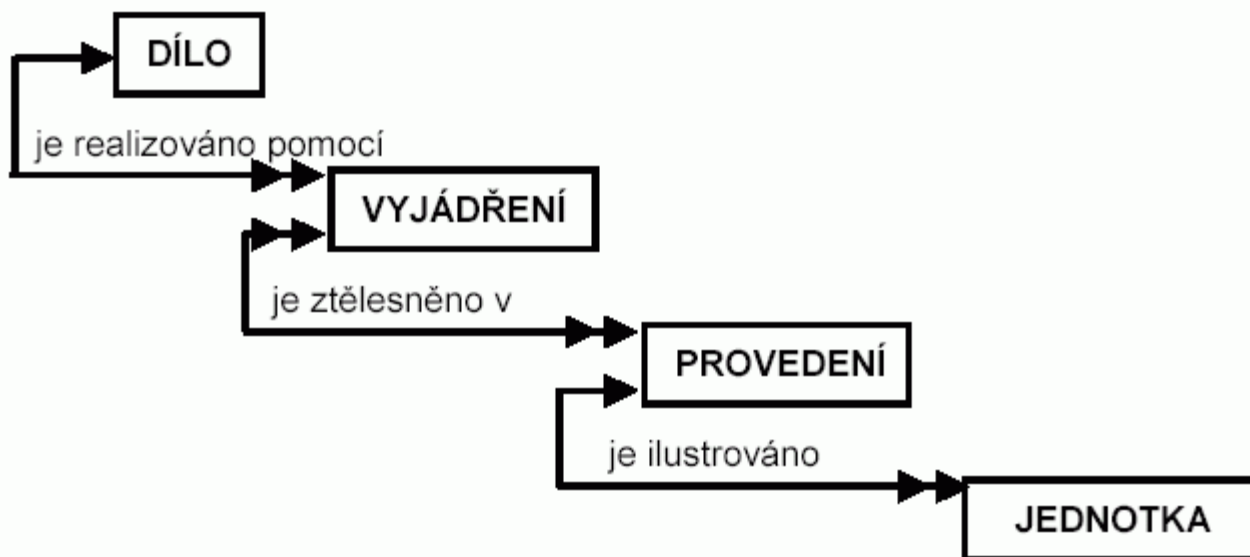 DÍLO
je realizováno pomocí
VYJÁDŘENÍ
je ztělesněno v
PROVEDENÍ
je ilustrováno
JEDNOTKA